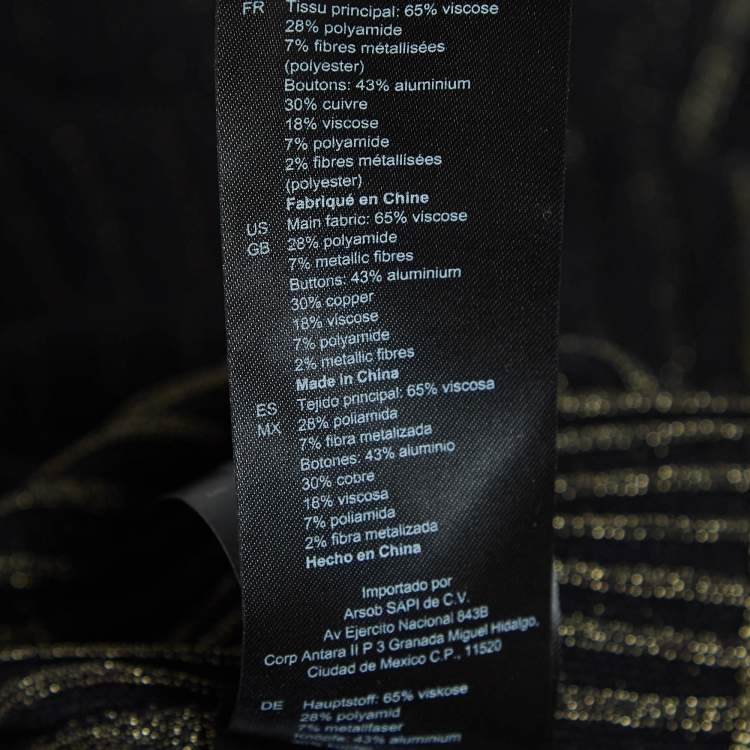 FR Tissu principal: 65% viscose
28% polyamide
7% fibres métallisées
(polyester)
Boutons: 43% aluminium
30% cuivre
18% viscose
7% polyamide
2% fibres métallisées
(polyester)
Fabriqué en Chine
US Main fabric: 65% viscose
GB 28% polyamide
7% metallic fibres
Buttons: 43% aluminium
30% copper
18% viscose
7% polyamide
2% metallic fibres
Made in China
ES Tejido principal: 65% viscosa
MX 28% poliamida
7% fibra metalizada
Botones: 43% aluminio
30% cobre
18% viscosa
7% poliamida
2% fibra metalizada
Hecho en China
Importado por
Arsob SAPI de C.V.
Av Ejercito Nacional 843B
Corp Antara II P 3 Granada Miguel Hidalgo,
Ciudad de Mexico C.P., 11520
DE Hauptstoff: 65% viskose
28% polyamid
7% metallfaser
Knöpfe: 43% aluminium